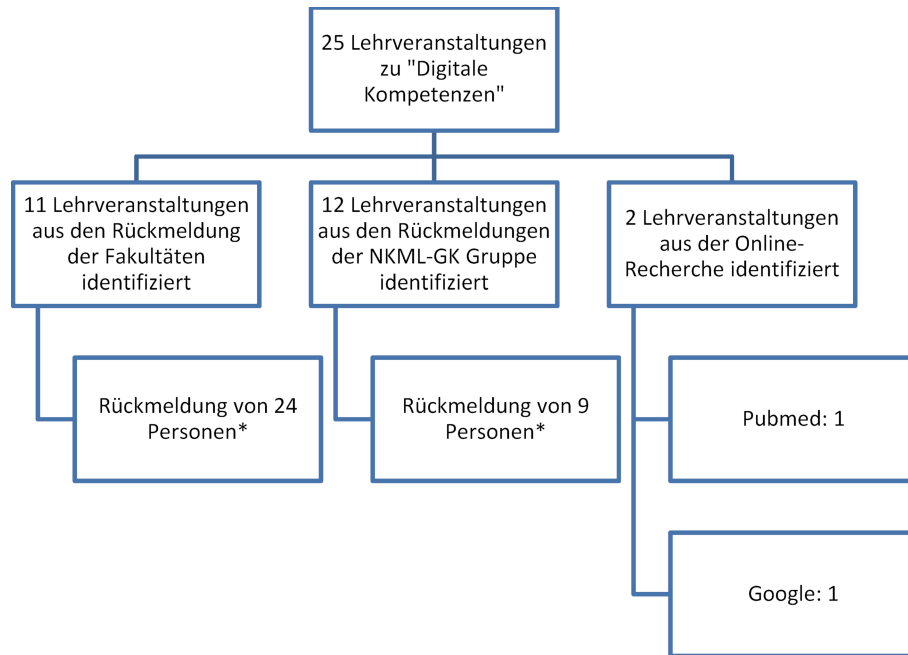 25 Lehrveranstaltungen
zu "Digitale
Kompetenzen"
11 Lehrveranstaltungen
aus den Rückmeldung
der Fakultäten
identifiziert
12 Lehrveranstaltungen
aus den Rückmeldungen
der NKML-GK Gruppe
identifiziert
2 Lehrveranstaltungen
aus der Online-
Recherche identifiziert
Rückmeldung von 24
Personen*
Rückmeldung von 9
Personen*
Pubmed: 1
Google: 1